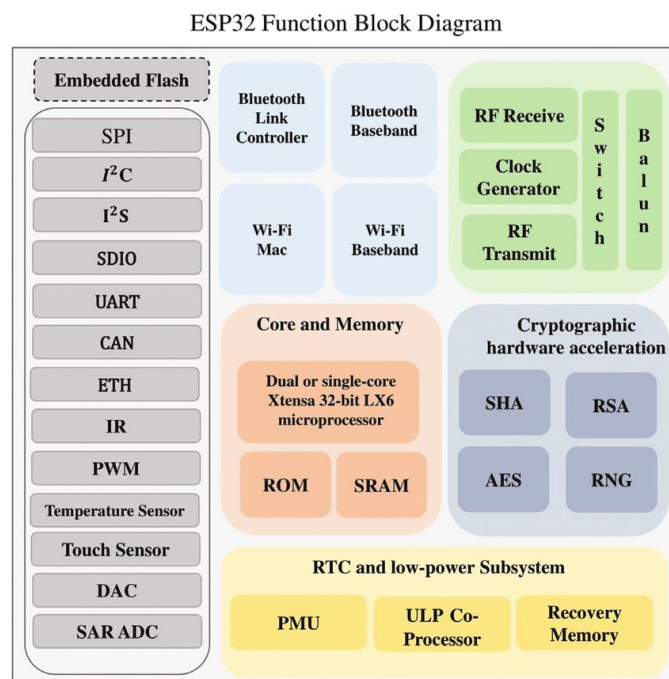 ESP32 Function Block Diagram
Embedded Flash
SPI
I²C
I²S
SDIO
UART
CAN
ETH
IR
PWM
Temperature Sensor
Touch Sensor
DAC
SAR ADC
Bluetooth
Link
Controller
Bluetooth
Baseband
Wi-Fi
Mac
Wi-Fi
Baseband
RF Receive
Clock
Generator
RF
Transmit
Switch
Balun
Core and Memory
Dual or single-core
Xtensa 32-bit LX6
microprocessor
ROM
SRAM
Cryptographic
hardware acceleration
SHA
RSA
AES
RNG
RTC and low-power Subsystem
PMU
ULP Co-
Processor
Recovery
Memory